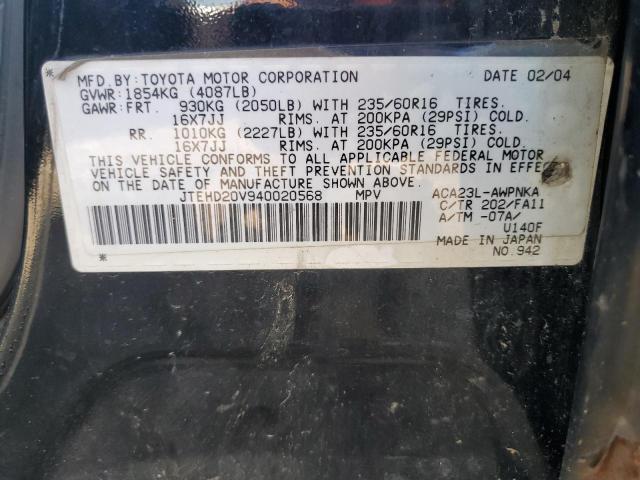 MFD. BY: TOYOTA MOTOR CORPORATION DATE 02/04
GVWR: 1854KG (4087LB)
GAWR: FRT. 930KG (2050LB) WITH 235/60R16 TIRES.
16X7JJ RIMS. AT 200KPA (29PSI) COLD.
RR. 1010KG (2227LB) WITH 235/60R16 TIRES.
16X7JJ RIMS. AT 200KPA (29PSI) COLD.
THIS VEHICLE CONFORMS TO ALL APPLICABLE FEDERAL MOTOR
VEHICLE SAFETY AND THEFT PREVENTION STANDARDS IN EFFECT
ON DATE OF MANUFACTURE SHOWN ABOVE.
* JTEHD20V940020568 MPV ACA23L-AWPNKA
C/TR 202/FA11
A/TM -07A/
U140F
MADE IN JAPAN
* NO. 942